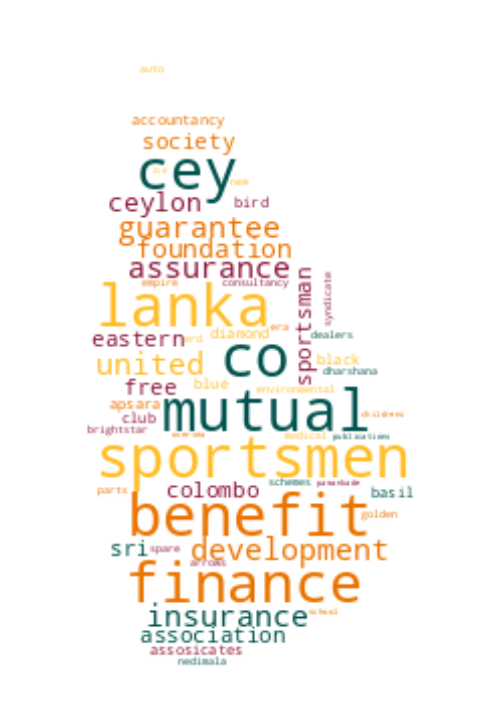 auto
accountancy
society
cey
new
ceylon bird
guarantee
foundation
assurance
empire consultancy
sportsman
syndicate
lanka
era
eastern
diamond dealers
united co black
dharshana
free blue
environmental
apsara mutual
childrens
club
brightstar
medical publications
sportsmen
schemes
parts colombo basil
benefit
golden
sri spare development
arrows
finance
school
insurance
association
assosicates
nedimala